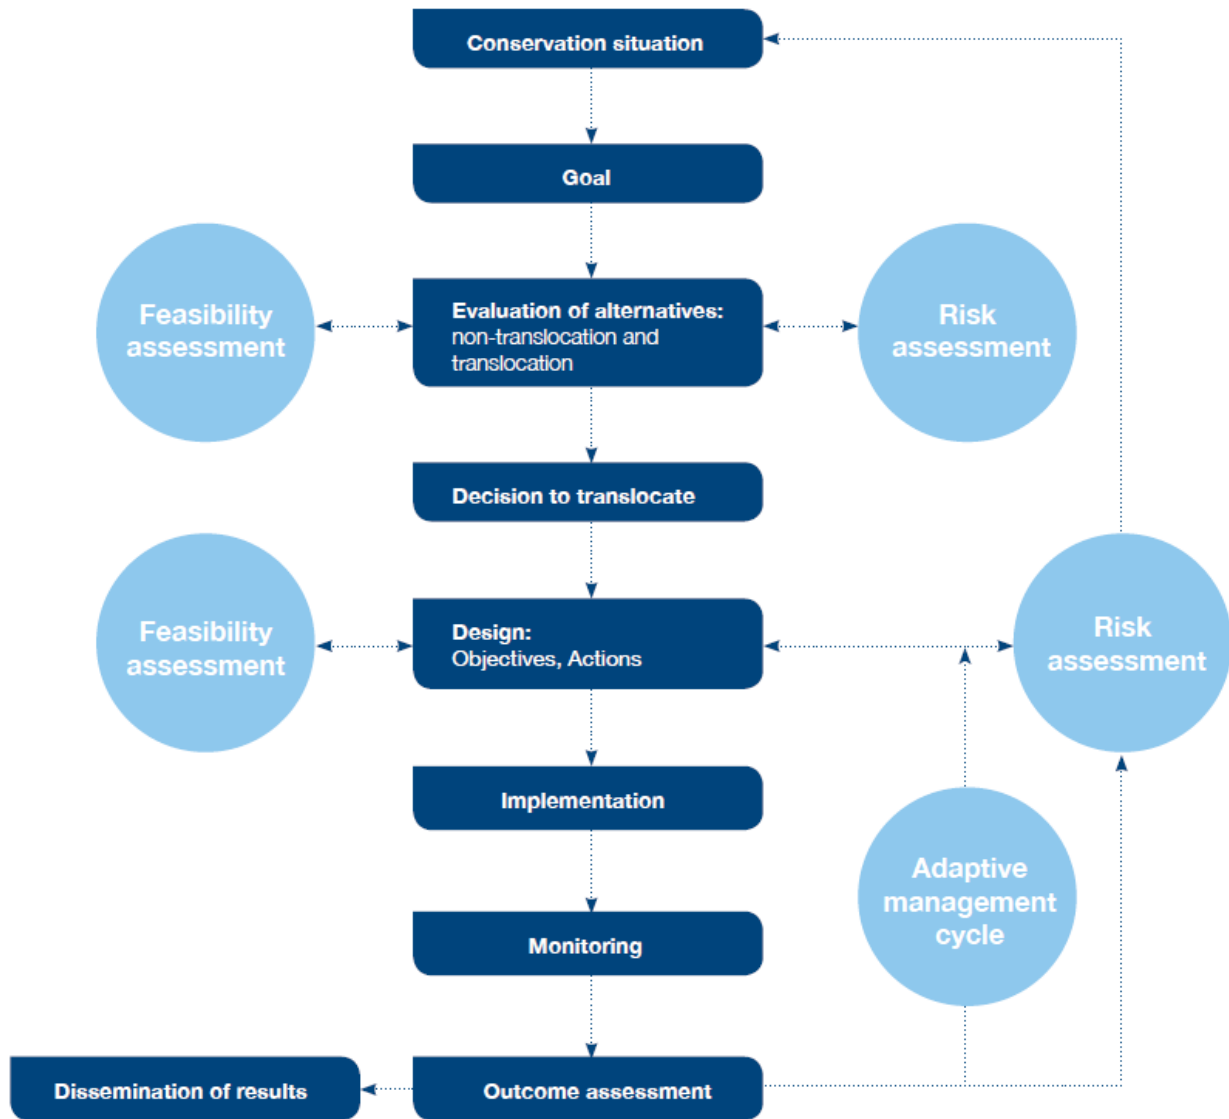 Conservation situation
Goal
Feasibility
assessment
Evaluation of alternatives:
non-translocation and
translocation
Risk
assessment
Decision to translocate
Feasibility
assessment
Design:
Objectives, Actions
Risk
assessment
Implementation
Adaptive
management
cycle
Monitoring
Dissemination of results
Outcome assessment